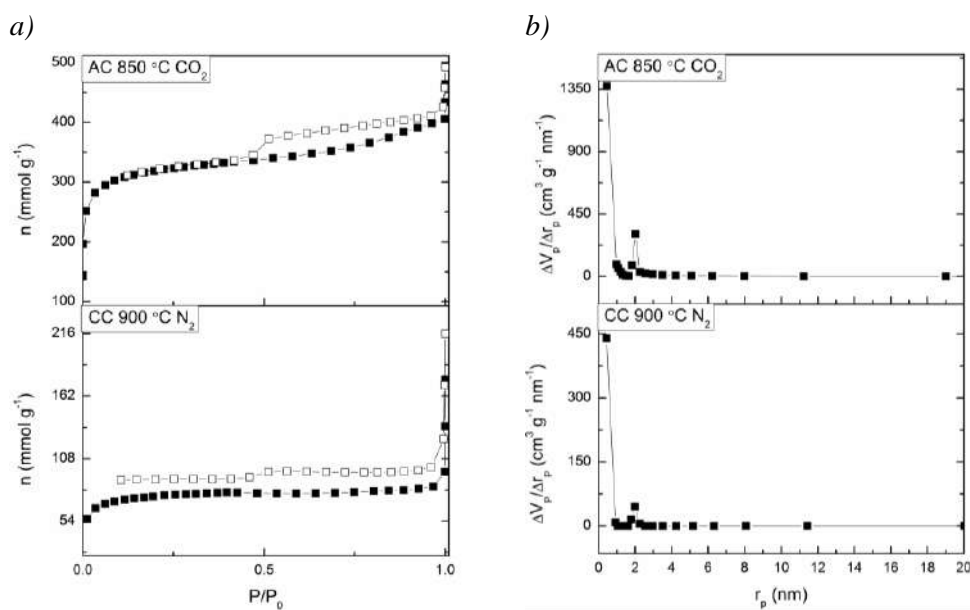 a)
AC 850 °C CO2
500
400
300
200
100
n (mmol g-1)
CC 900 °C N2
216
162
108
54
n (mmol g-1)
0.0
0.5
1.0
P/P0
b)
AC 850 °C CO2
1350
900
450
0
ΔVp/Δrp (cm3 g-1 nm-1)
CC 900 °C N2
450
300
150
0
ΔVp/Δrp (cm3 g-1 nm-1)
0 2 4 6 8 10 12 14 16 18 20
rp (nm)